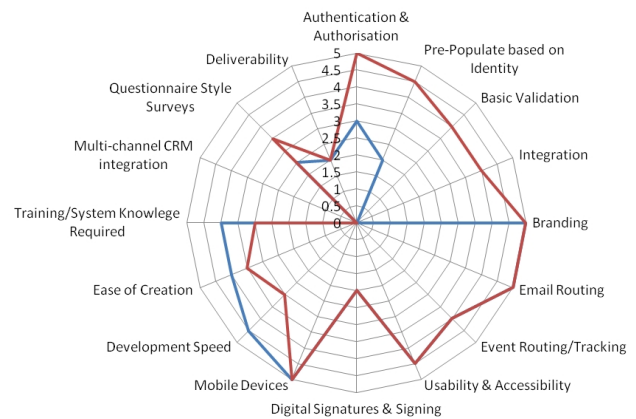 Authentication &
Authorisation
Pre-Populate based on
Identity
Basic Validation
Integration
Branding
Email Routing
Event Routing/Tracking
Usability & Accessibility
Digital Signatures & Signing
Mobile Devices
Development Speed
Ease of Creation
Training/System Knowlege
Required
Multi-channel CRM
integration
Questionnaire Style
Surveys
Deliverability
5
4.5
4
3.5
3
2.5
2
1.5
1
0.5
0